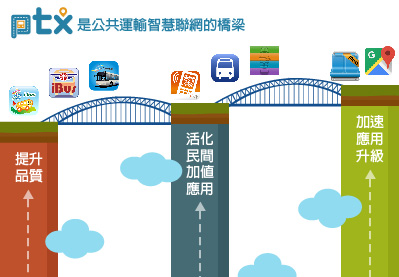 ptx 是公共運輸智慧聯網的橋梁
iBus
提升
品質
活化
民間
加值
應用
加速
應用
升級